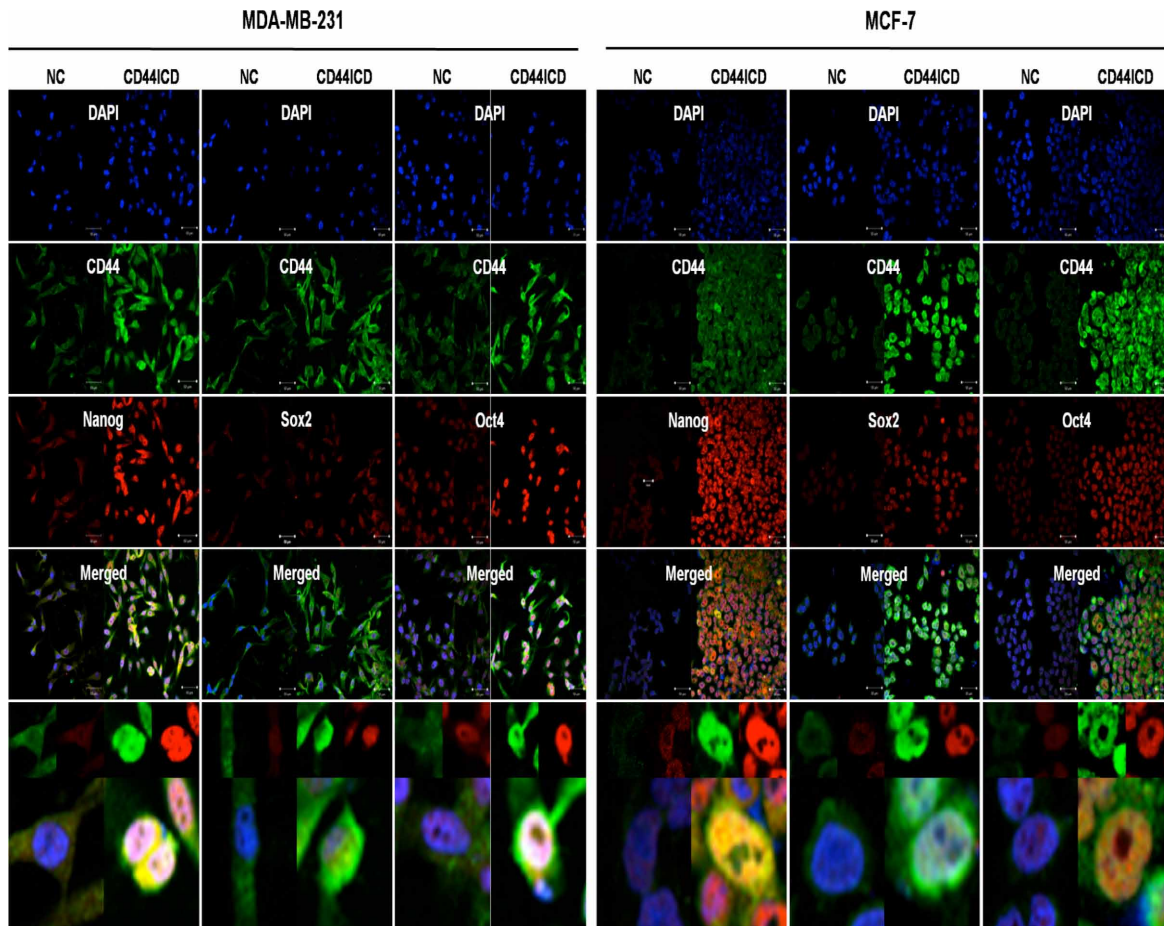 MDA-MB-231 MCF-7
NC CD44ICD NC CD44ICD NC CD44ICD NC CD44ICD NC CD44ICD NC CD44ICD
DAPI DAPI DAPI DAPI DAPI DAPI
CD44 CD44 CD44 CD44 CD44 CD44
Nanog Sox2 Oct4 Nanog Sox2 Oct4
Merged Merged Merged Merged Merged Merged